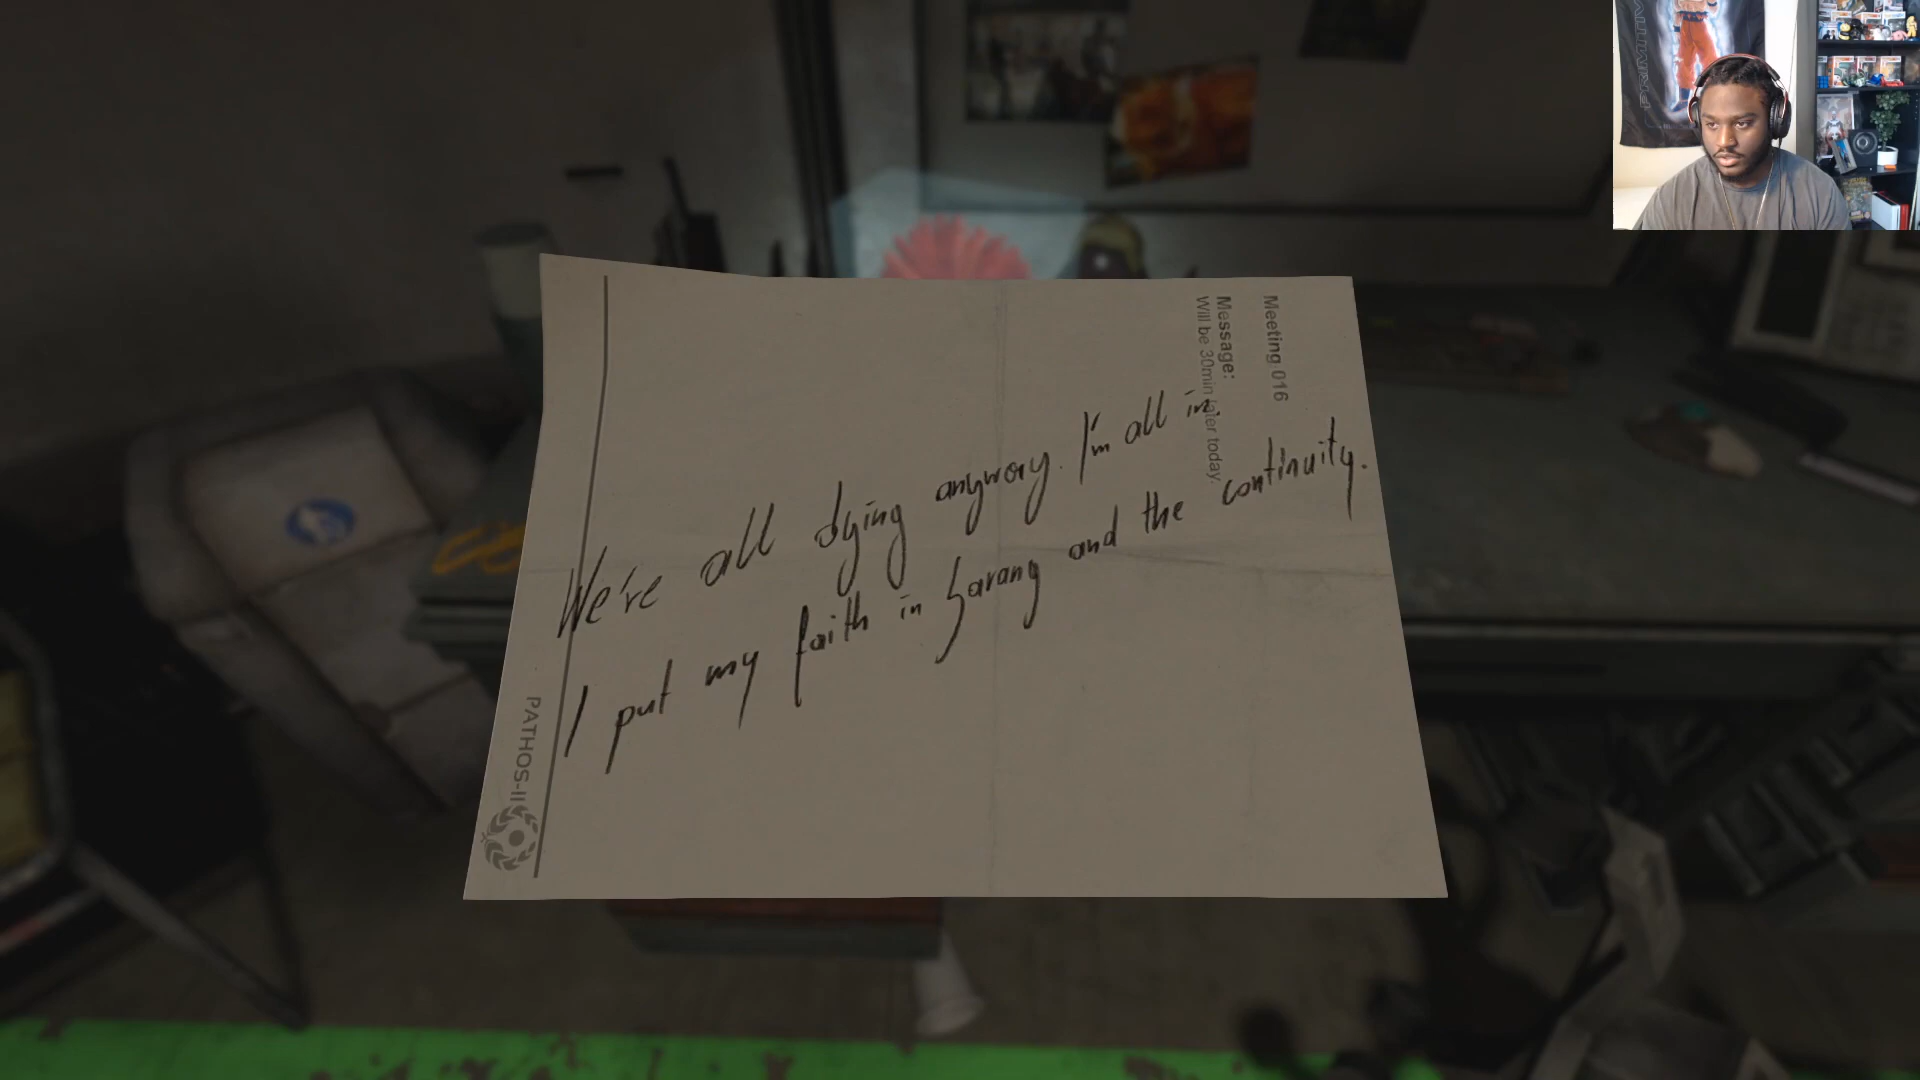 We're all dying anyway. I'm all in.
I put my faith in Sarang and the continuity.
Meeting 016
Message:
Will be 30min later today.
PATHOS-II